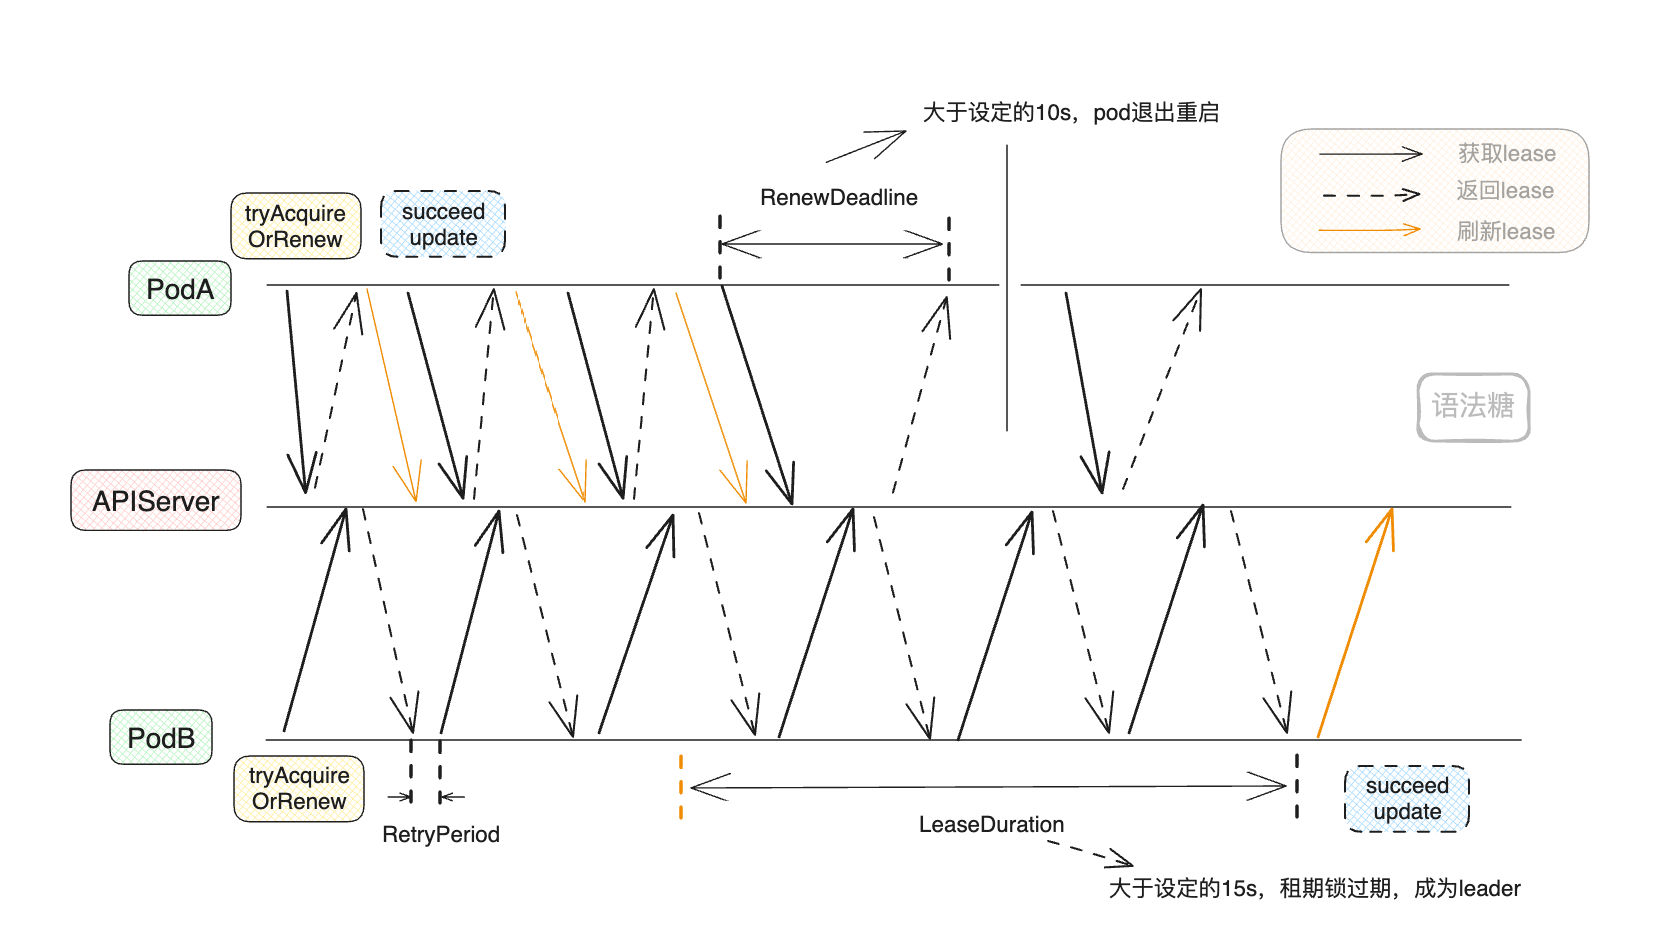 大于设定的10s，pod退出重启
获取lease
返回lease
刷新lease
RenewDeadline
tryAcquire
OrRenew
succeed
update
PodA
语法糖
APIServer
PodB
tryAcquire
OrRenew
RetryPeriod
LeaseDuration
succeed
update
大于设定的15s，租期锁过期，成为leader